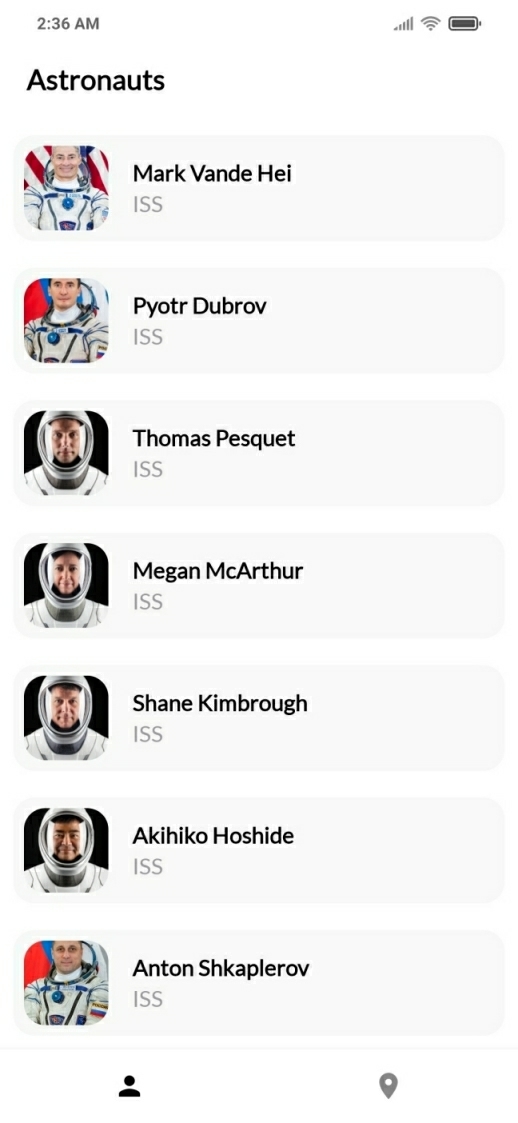 2:36 AM
Astronauts
Mark Vande Hei
ISS
Pyotr Dubrov
ISS
Thomas Pesquet
ISS
Megan McArthur
ISS
Shane Kimbrough
ISS
Akihiko Hoshide
ISS
Anton Shkaplerov
ISS